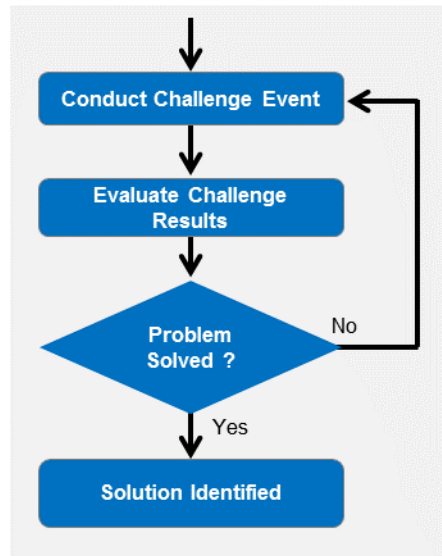 Conduct Challenge Event
Evaluate Challenge
Results
Problem
Solved ?
No
Yes
Solution Identified